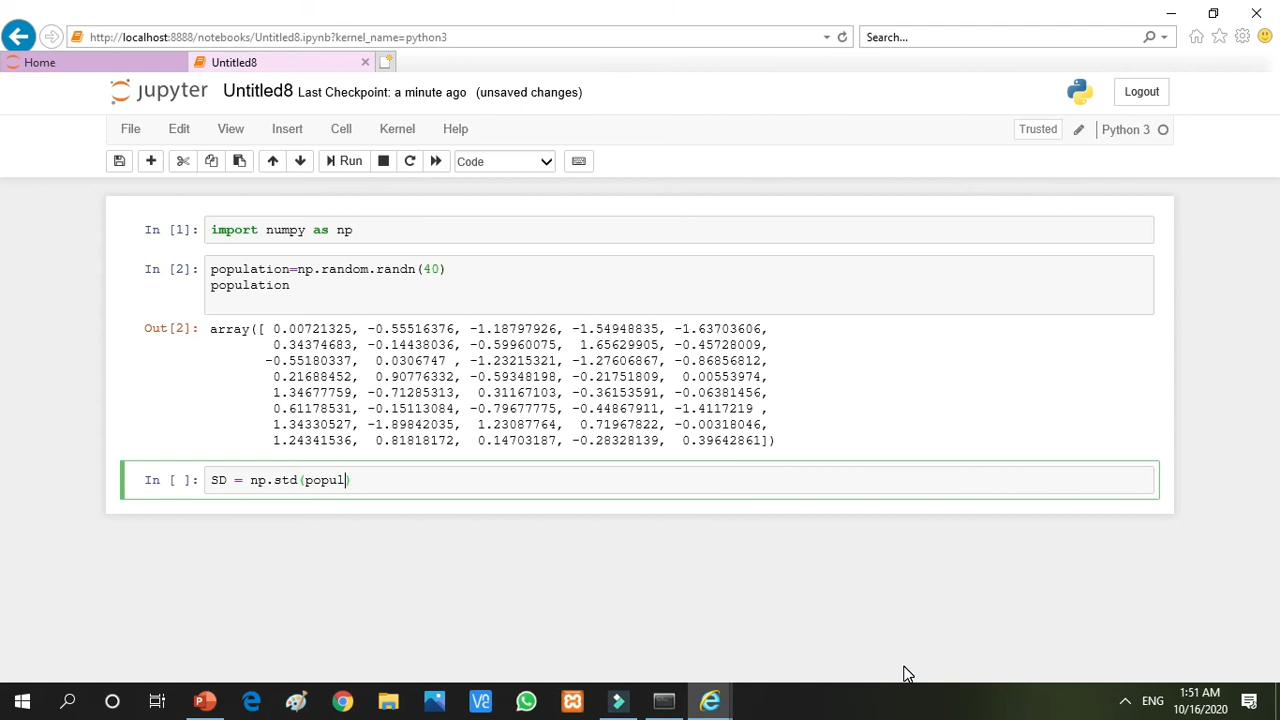 http://localhost:8888/notebooks/Untitled8.ipynb?kernel_name=python3
Search...
Home
Untitled8
jupyter Untitled8 Last Checkpoint: a minute ago (unsaved changes)
Logout
File Edit View Insert Cell Kernel Help
Trusted
Python 3
Run
Code
In [1]: import numpy as np
In [2]: population=np.random.randn(40)
population
Out[2]: array([ 0.00721325, -0.55516376, -1.18797926, -1.54948835, -1.63703606,
0.34374683, -0.14438036, -0.59960075, 1.65629905, -0.45728009,
-0.55180337, 0.0306747 , -1.23215321, -1.27606867, -0.86856812,
0.21688452, 0.90776332, -0.59348198, -0.21751809, 0.00553974,
1.34677759, -0.71285313, 0.31167103, -0.36153591, -0.06381456,
0.61178531, -0.15113084, -0.79677775, -0.44867911, -1.4117219 ,
1.34330527, -1.89842035, 1.23087764, 0.71967822, -0.00318046,
1.24341536, 0.81818172, 0.14703187, -0.28328139, 0.39642861])
In [ ]: SD = np.std(popul)
ENG
1:51 AM
10/16/2020